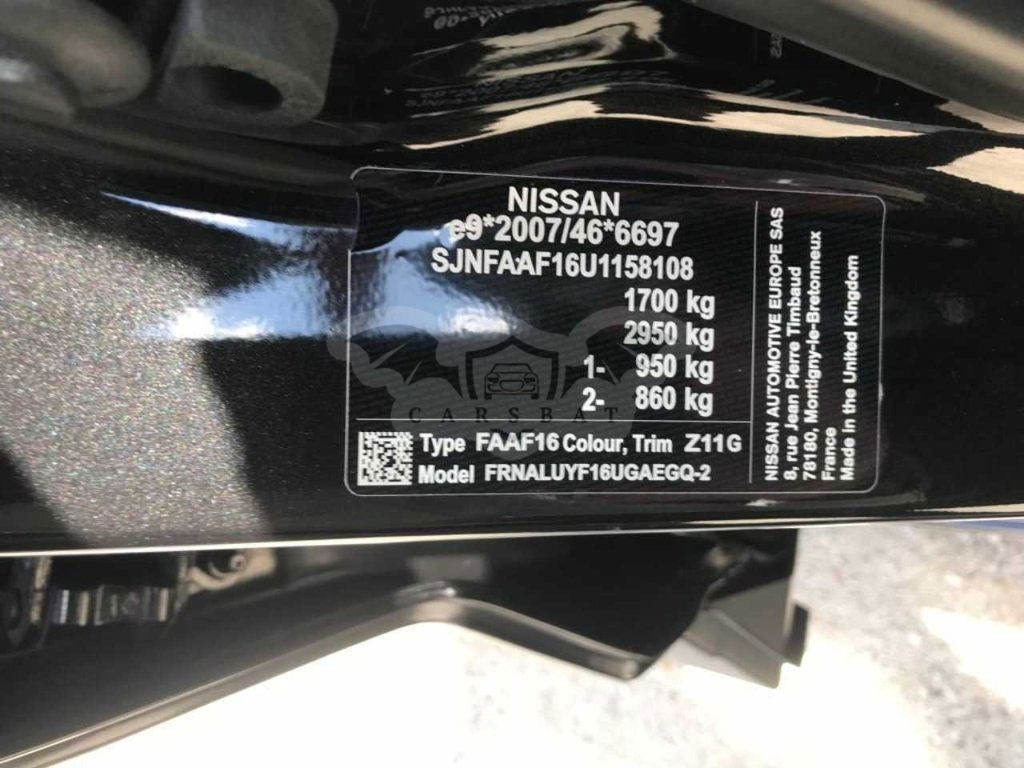 NISSAN
e9*2007/46*6697
SJNFAAF16U1158108
1700 kg
2950 kg
1- 950 kg
2- 860 kg
CARSBAT
Type FAAF16 Colour, Trim Z11G
Model FRNALUYF16UGAEGQ-2
NISSAN AUTOMOTIVE EUROPE SAS
8, rue Jean Pierre Timbaud
78180, Montigny-le-Bretonneux
France
Made in the United Kingdom